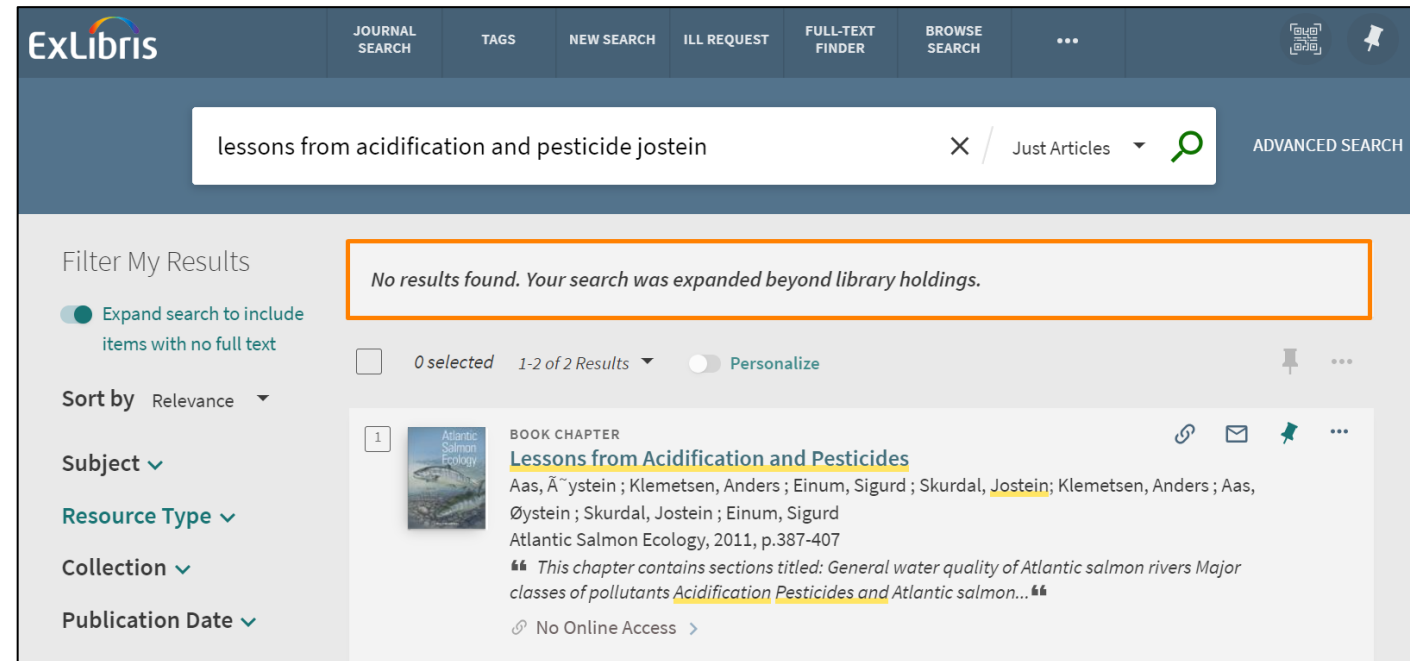 ExLibris
JOURNAL
SEARCH
TAGS
NEW SEARCH
ILL REQUEST
FULL-TEXT
FINDER
BROWSE
SEARCH
•••
lessons from acidification and pesticide jostein
Just Articles
ADVANCED SEARCH
Filter My Results
Expand search to include
items with no full text
Sort by Relevance
Subject
Resource Type
Collection
Publication Date
No results found. Your search was expanded beyond library holdings.
0 selected 1-2 of 2 Results Personalize
1
Atlantic
Salmon
Ecology
BOOK CHAPTER
Lessons from Acidification and Pesticides
Aas, Ã˜ystein ; Klemetsen, Anders ; Einum, Sigurd ; Skurdal, Jostein; Klemetsen, Anders ; Aas,
Øystein ; Skurdal, Jostein ; Einum, Sigurd
Atlantic Salmon Ecology, 2011, p.387-407
❝ This chapter contains sections titled: General water quality of Atlantic salmon rivers Major
classes of pollutants Acidification Pesticides and Atlantic salmon...❝
No Online Access